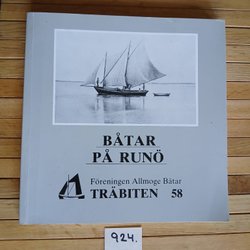 BÅTAR
PÅ RUNÖ
Föreningen Allmoge Båtar
TRÄBITEN 58
924.